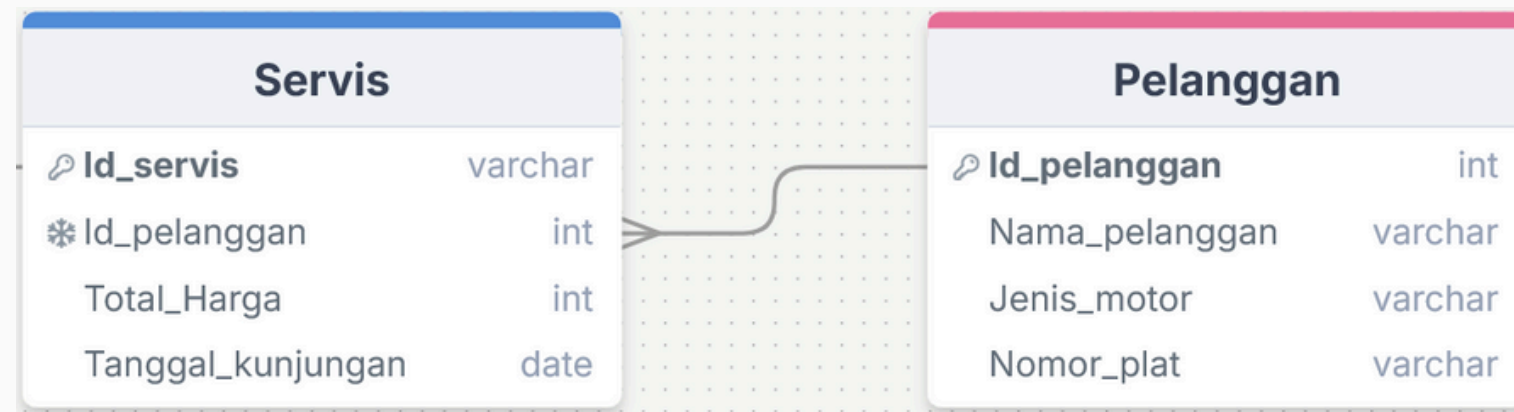 Servis
Id_servis varchar
Id_pelanggan int
Total_Harga int
Tanggal_kunjungan date
Pelanggan
Id_pelanggan int
Nama_pelanggan varchar
Jenis_motor varchar
Nomor_plat varchar